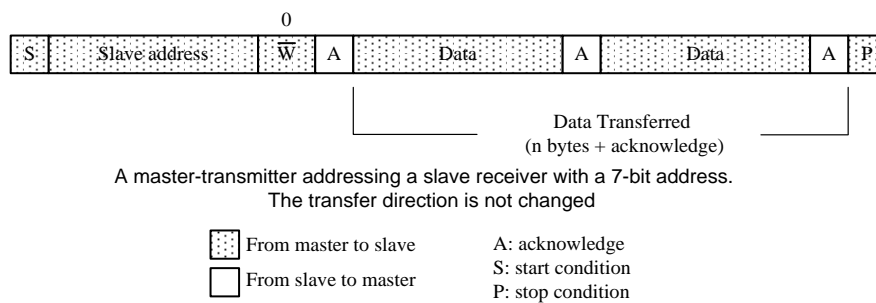 0
S Slave address W̅ A Data A Data A P
Data Transferred
(n bytes + acknowledge)
A master-transmitter addressing a slave receiver with a 7-bit address.
The transfer direction is not changed
From master to slave
From slave to master
A: acknowledge
S: start condition
P: stop condition